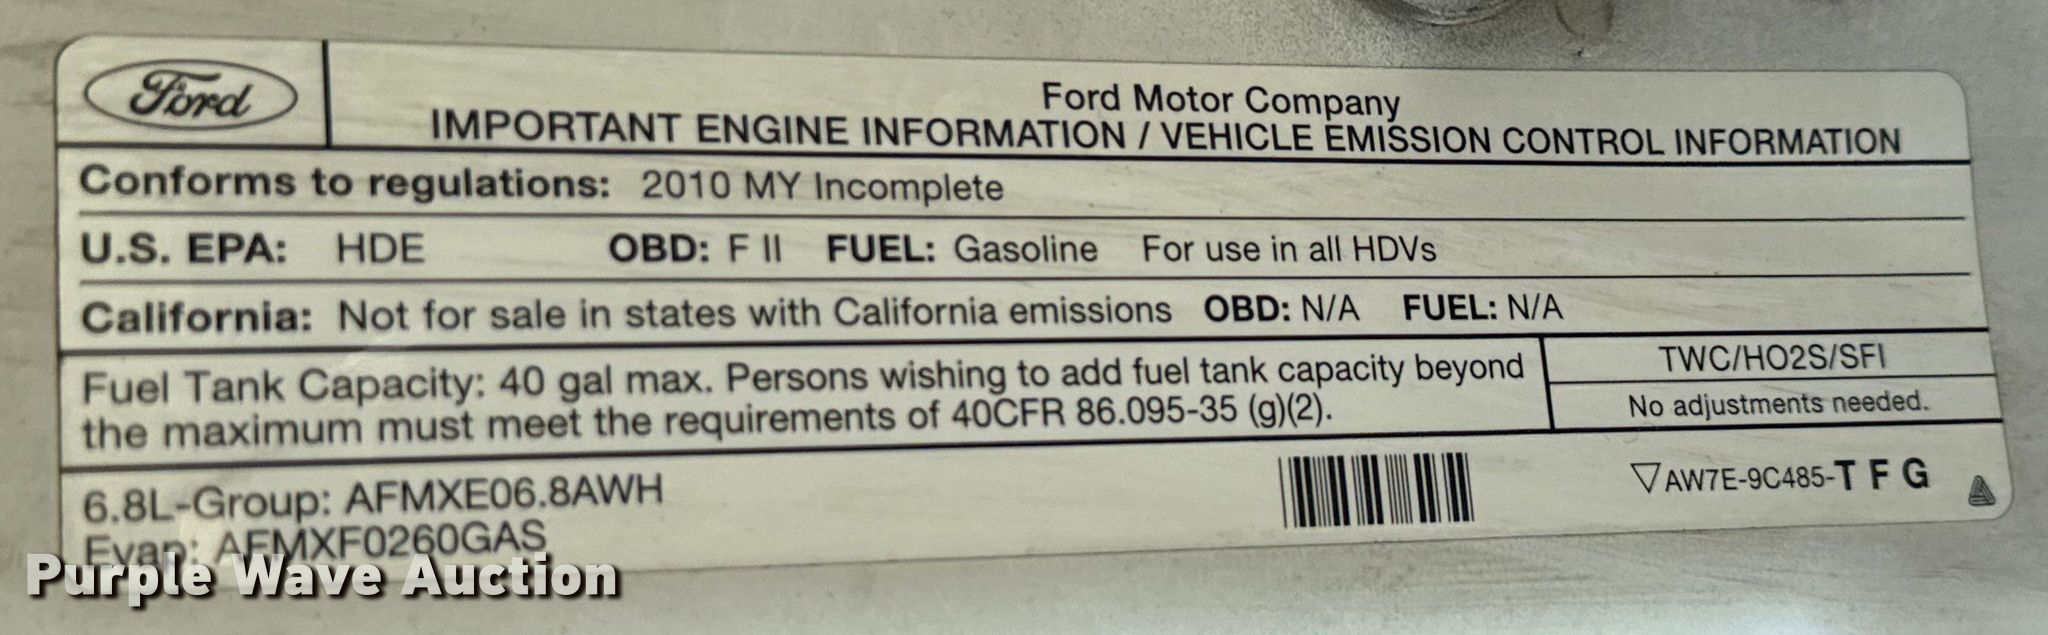 Ford
Ford Motor Company
IMPORTANT ENGINE INFORMATION / VEHICLE EMISSION CONTROL INFORMATION
Conforms to regulations: 2010 MY Incomplete
U.S. EPA: HDE OBD: F II FUEL: Gasoline For use in all HDVs
California: Not for sale in states with California emissions OBD: N/A FUEL: N/A
Fuel Tank Capacity: 40 gal max. Persons wishing to add fuel tank capacity beyond
the maximum must meet the requirements of 40CFR 86.095-35 (g)(2).
TWC/HO2S/SFI
No adjustments needed.
6.8L-Group: AFMXE06.8AWH
Evap: AFMXF0260GAS
▽AW7E-9C485-T F G
Purple Wave Auction